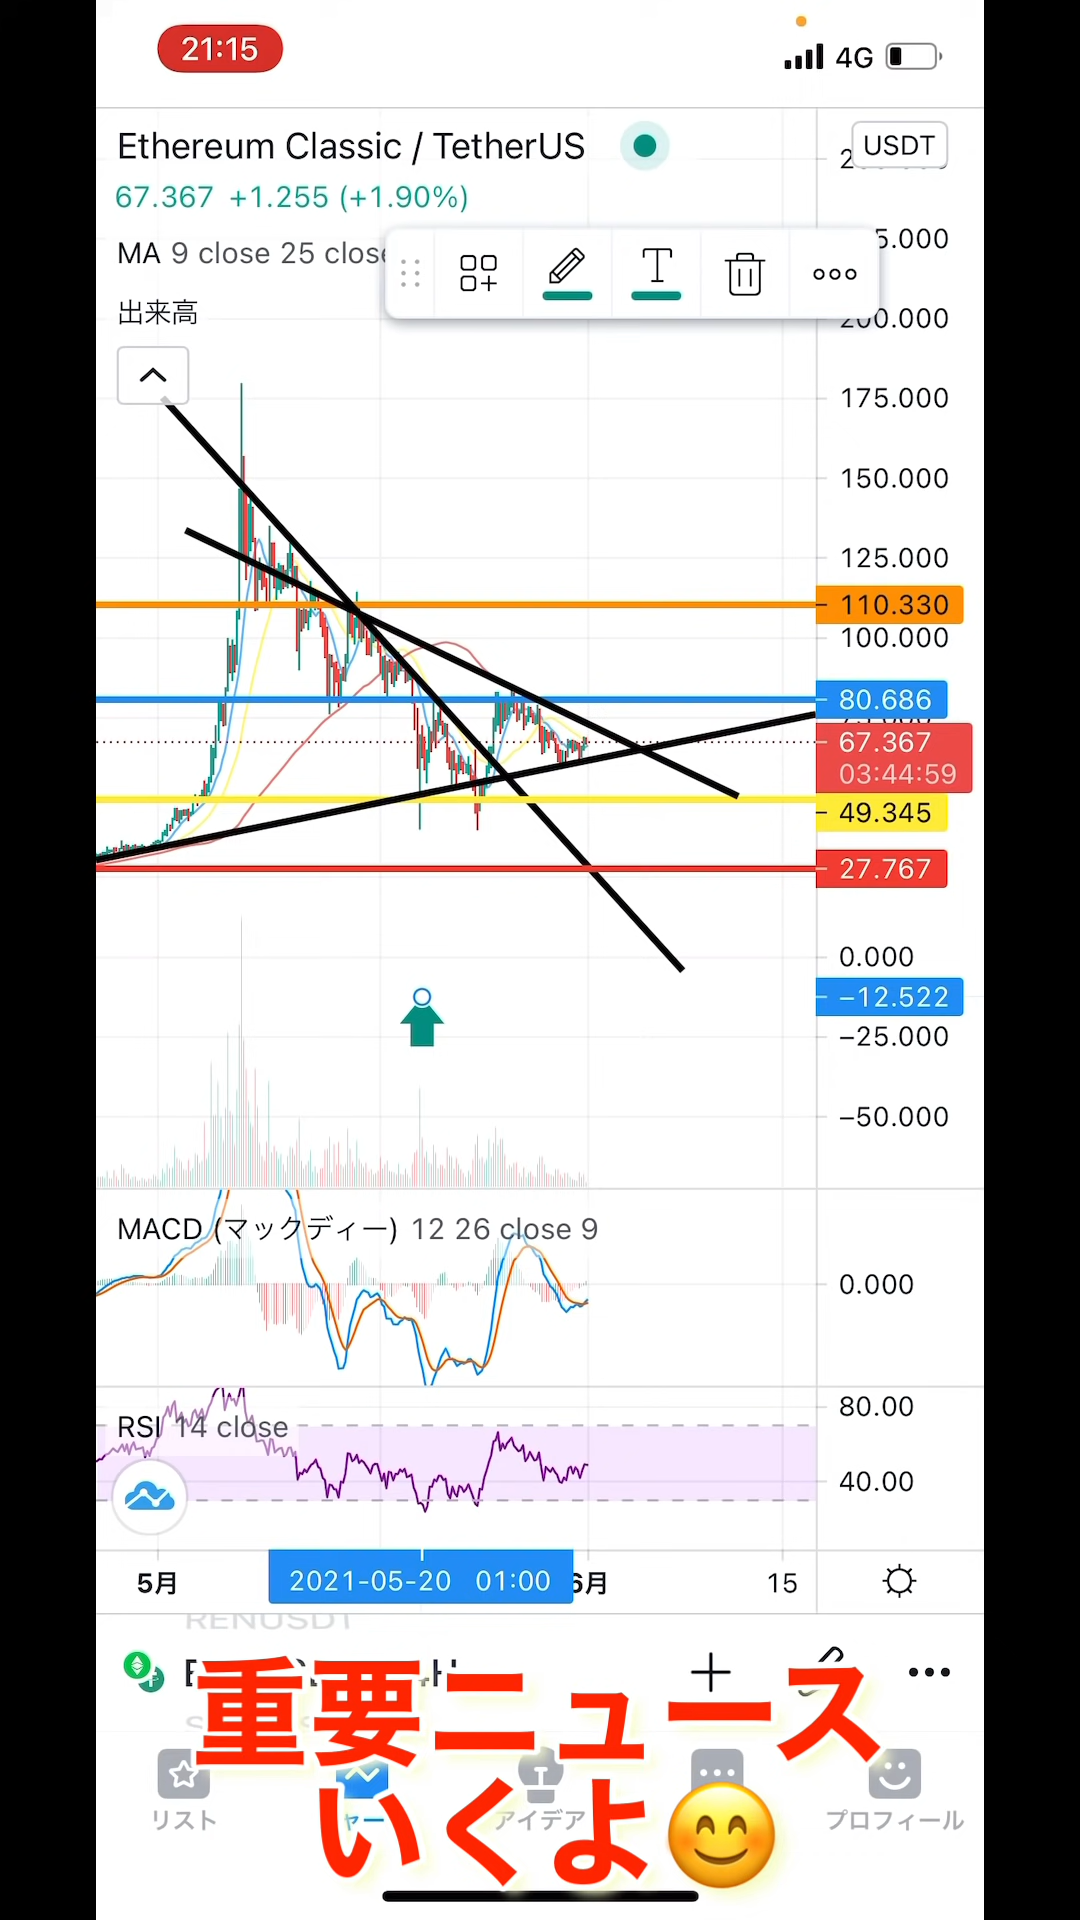 21:15
4G
Ethereum Classic / TetherUS
USDT
67.367 +1.255 (+1.90%)
MA 9 close 25 close
出来高
200.000
175.000
150.000
125.000
110.330
100.000
80.686
67.367
03:44:59
49.345
27.767
0.000
-12.522
-25.000
-50.000
MACD (マックディー) 12 26 close 9
0.000
80.00
RSI 14 close
40.00
5月
2021-05-20 01:00
6月
15
RENUSDT
重要ニュース
いくよ😊
リスト
アイデア
プロフィール